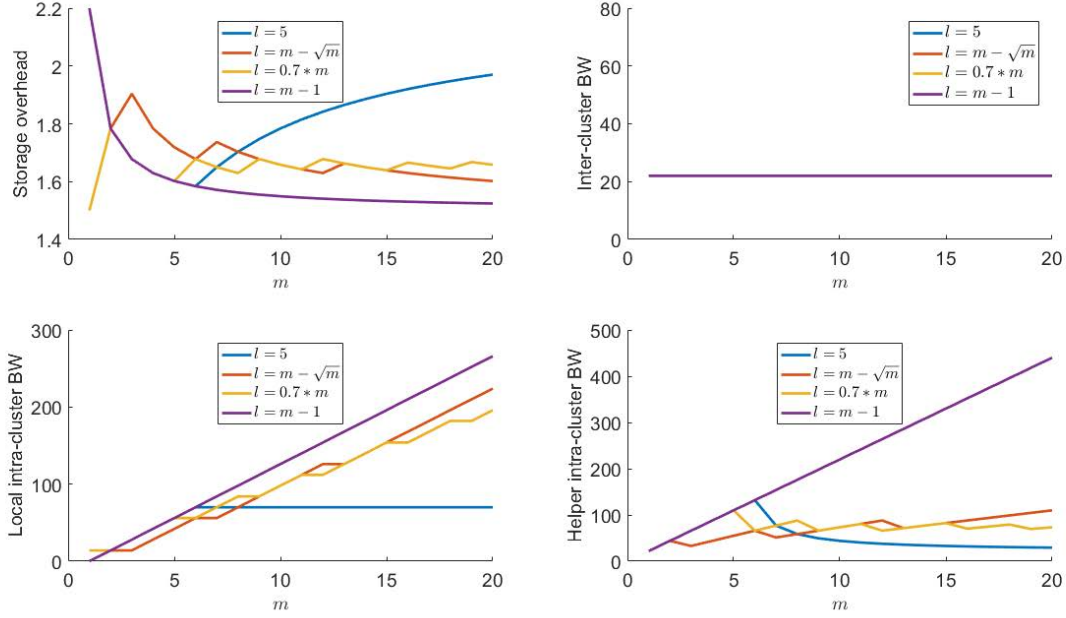 2.2
2
1.8
1.6
1.4
0
5
10
15
20
Storage overhead
m
l = 5
l = m − √m
l = 0.7 * m
l = m − 1
80
60
40
20
0
0
5
10
15
20
Inter-cluster BW
m
l = 5
l = m − √m
l = 0.7 * m
l = m − 1
300
200
100
0
0
5
10
15
20
Local intra-cluster BW
m
l = 5
l = m − √m
l = 0.7 * m
l = m − 1
500
400
300
200
100
0
0
5
10
15
20
Helper intra-cluster BW
m
l = 5
l = m − √m
l = 0.7 * m
l = m − 1